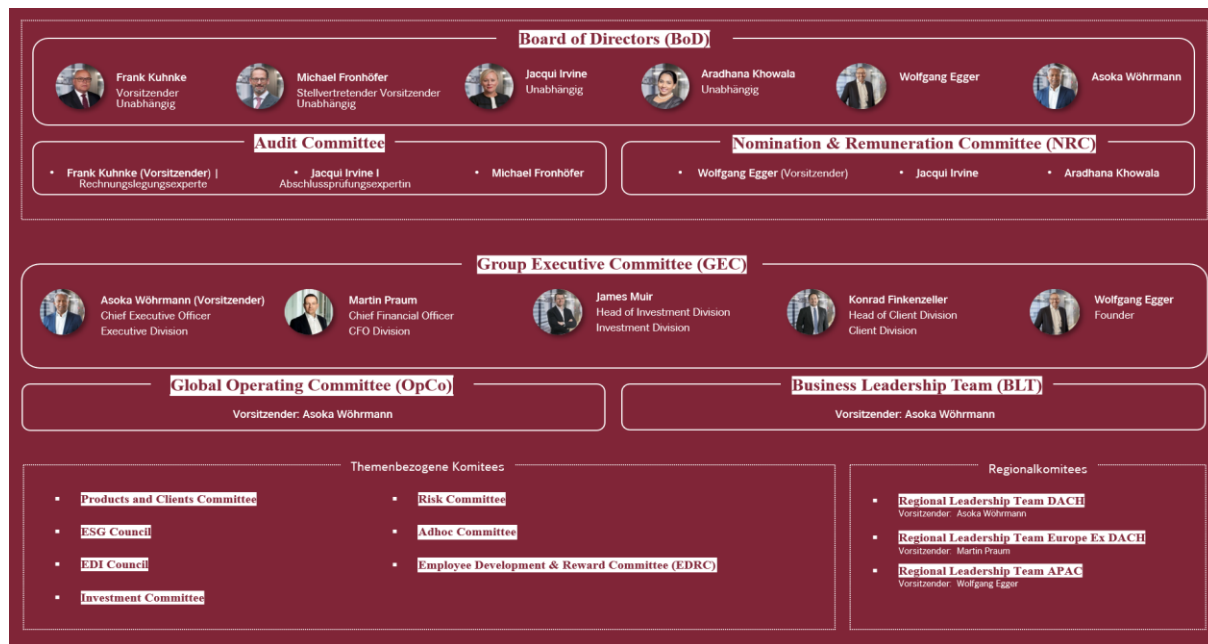 Board of Directors (BoD)
Frank Kuhnke
Vorsitzender
Unabhängig
Michael Fronhöfer
Stellvertretender Vorsitzender
Unabhängig
Jacqui Irvine
Unabhängig
Aradhana Khowala
Unabhängig
Wolfgang Egger
Asoka Wöhrmann
Audit Committee
• Frank Kuhnke (Vorsitzender) |
Rechnungslegungsexperte
• Jacqui Irvine I
Abschlussprüfungsexpertin
• Michael Fronhöfer
Nomination & Remuneration Committee (NRC)
• Wolfgang Egger (Vorsitzender)
• Jacqui Irvine
• Aradhana Khowala
Group Executive Committee (GEC)
Asoka Wöhrmann (Vorsitzender)
Chief Executive Officer
Executive Division
Martin Praum
Chief Financial Officer
CFO Division
James Muir
Head of Investment Division
Investment Division
Konrad Finkenzeller
Head of Client Division
Client Division
Wolfgang Egger
Founder
Global Operating Committee (OpCo)
Vorsitzender: Asoka Wöhrmann
Business Leadership Team (BLT)
Vorsitzender: Asoka Wöhrmann
Themenbezogene Komitees
▪ Products and Clients Committee
▪ ESG Council
▪ EDI Council
▪ Investment Committee
▪ Risk Committee
▪ Adhoc Committee
▪ Employee Development & Reward Committee (EDRC)
Regionalkomitees
▪ Regional Leadership Team DACH
Vorsitzender: Asoka Wöhrmann
▪ Regional Leadership Team Europe Ex DACH
Vorsitzender: Martin Praum
▪ Regional Leadership Team APAC
Vorsitzender: Wolfgang Egger